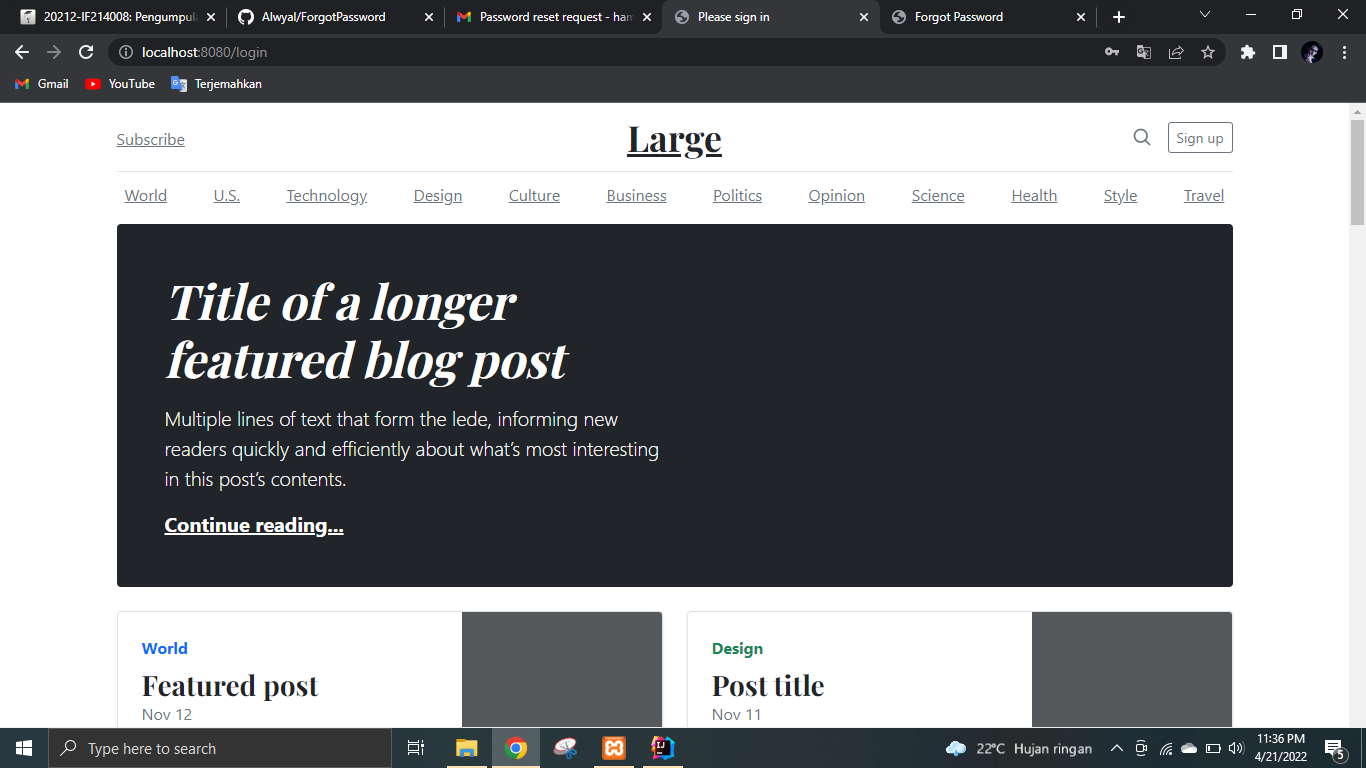 20212-IF214008: Pengumpul
Alwyal/ForgotPassword
Password reset request - ham
Please sign in
Forgot Password
localhost:8080/login
Gmail
YouTube
Terjemahkan
Subscribe
Large
Sign up
World
U.S.
Technology
Design
Culture
Business
Politics
Opinion
Science
Health
Style
Travel
Title of a longer
featured blog post
Multiple lines of text that form the lede, informing new
readers quickly and efficiently about what's most interesting
in this post's contents.
Continue reading...
World
Featured post
Nov 12
Design
Post title
Nov 11
Type here to search
22°C Hujan ringan
11:36 PM
4/21/2022
5